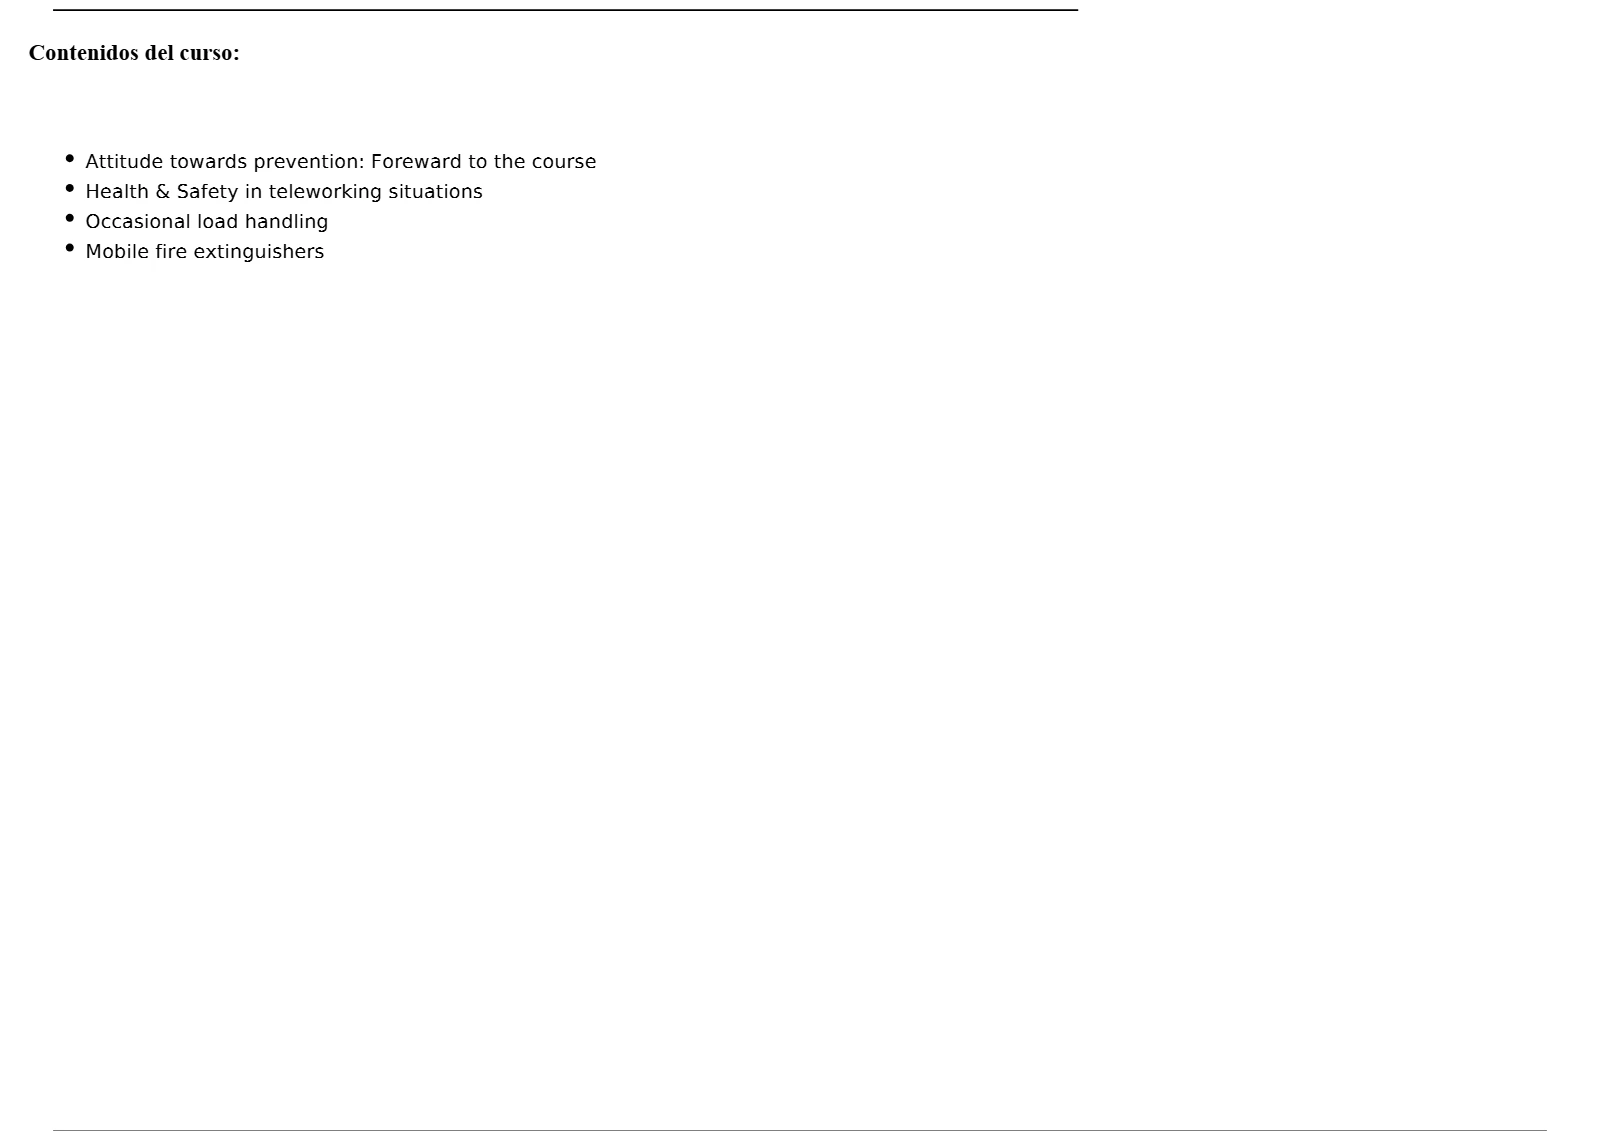 Contenidos del curso:
Attitude towards prevention: Foreward to the course
Health & Safety in teleworking situations
Occasional load handling
Mobile fire extinguishers